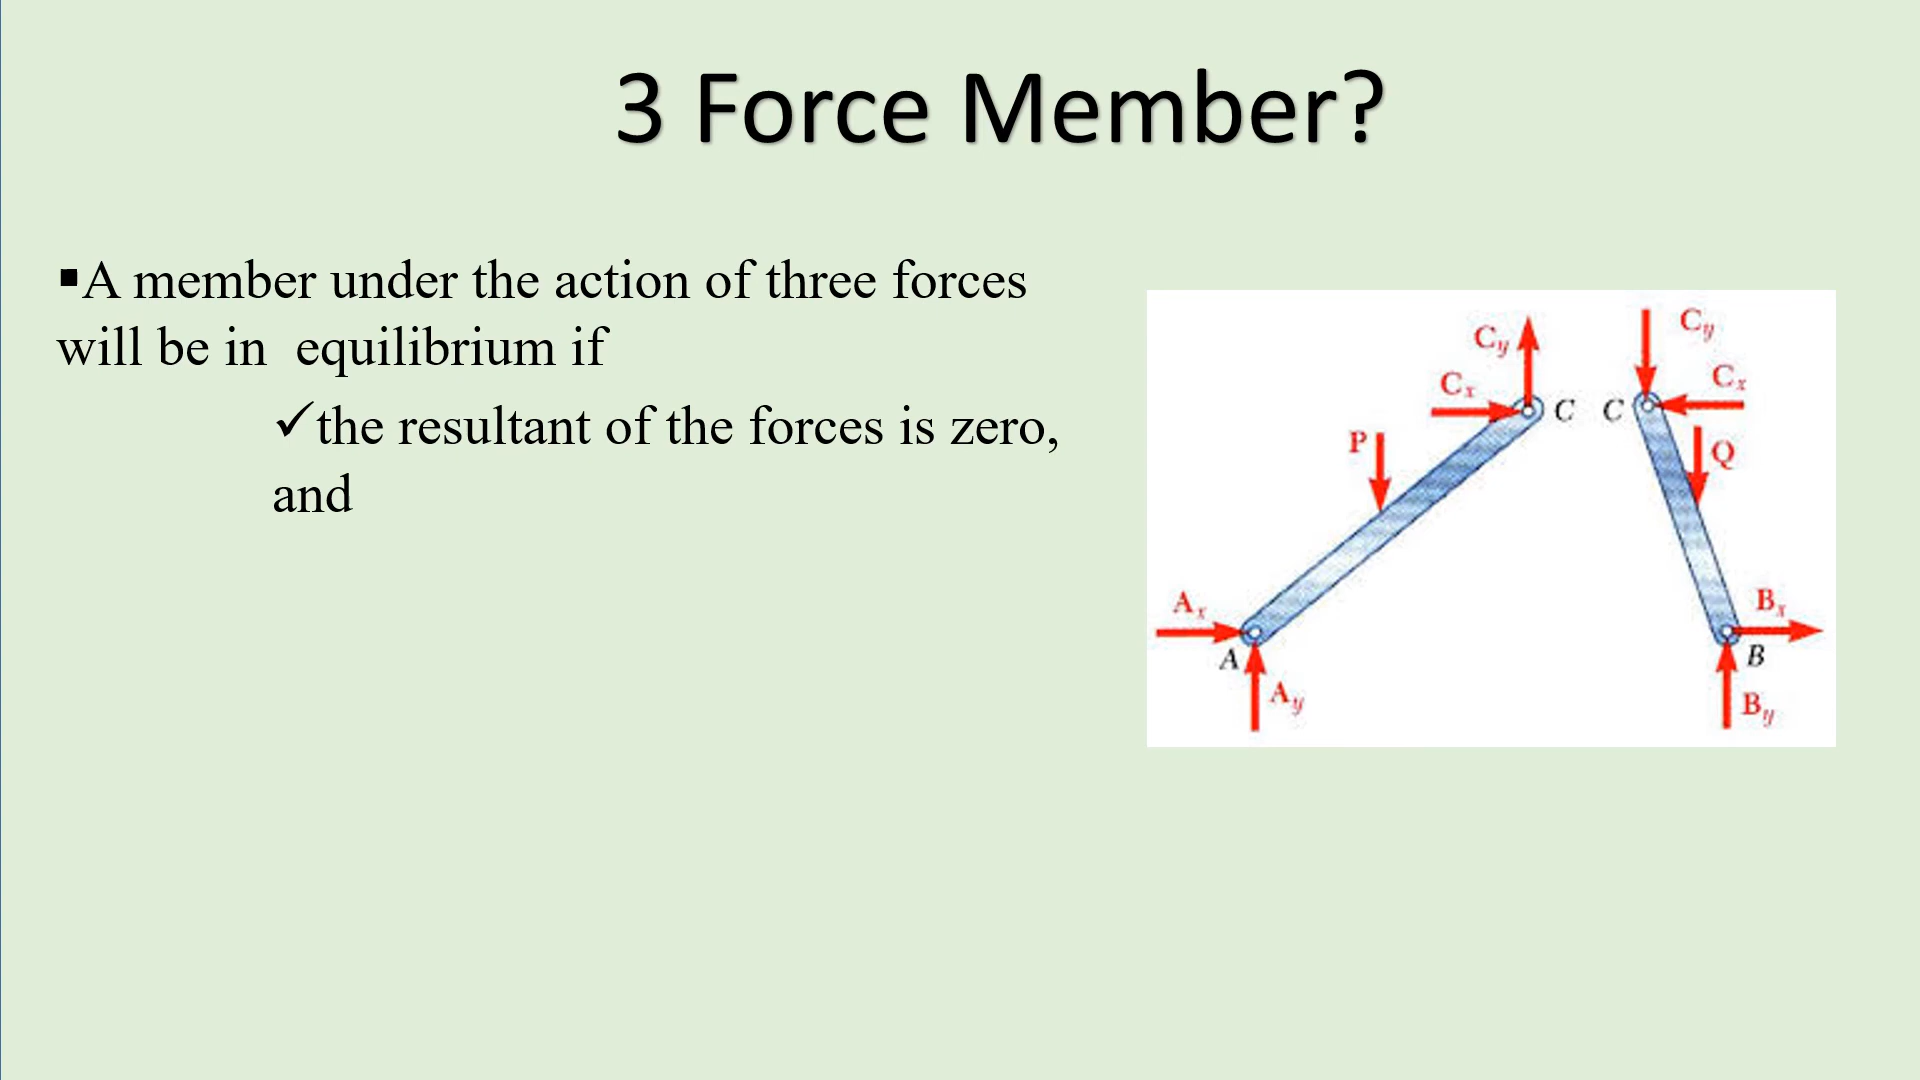 3 Force Member?
▪A member under the action of three forces
will be in  equilibrium if
✓the resultant of the forces is zero,
and
Cy
Cx
C
P
Ax
A
Ay
Cy
Cx
C
Q
Bx
B
By